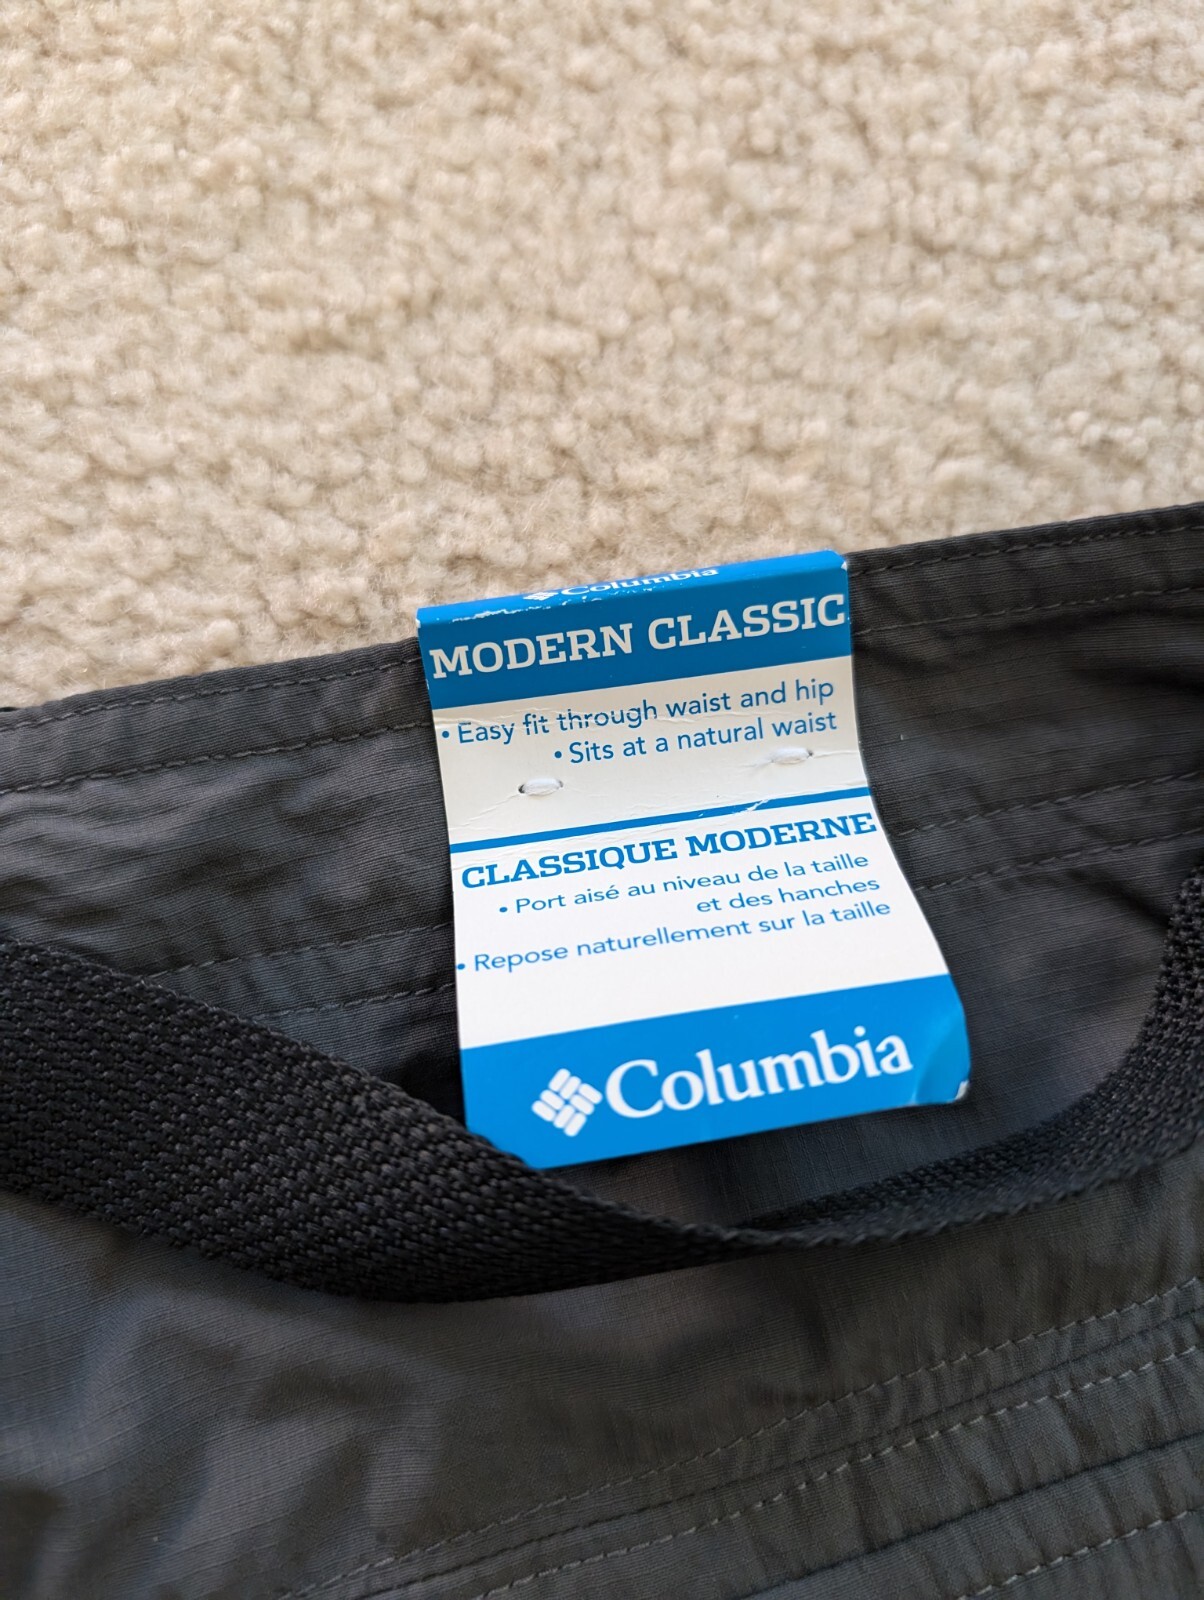 Columbia
MODERN CLASSIC
• Easy fit through waist and hip
• Sits at a natural waist
CLASSIQUE MODERNE
• Port aisé au niveau de la taille
et des hanches
• Repose naturellement sur la taille
Columbia